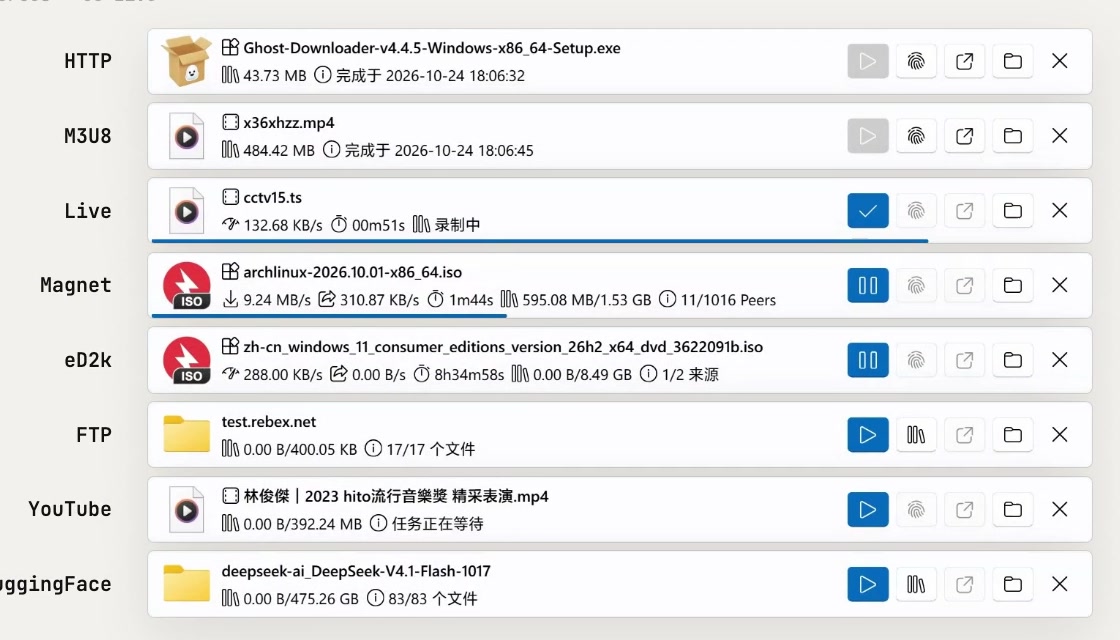 HTTP
Ghost-Downloader-v4.4.5-Windows-x86_64-Setup.exe
43.73 MB 完成于 2026-10-24 18:06:32
M3U8
x36xhzz.mp4
484.42 MB 完成于 2026-10-24 18:06:45
Live
cctv15.ts
132.68 KB/s 00m51s 录制中
Magnet
archlinux-2026.10.01-x86_64.iso
ISO
9.24 MB/s 310.87 KB/s 1m44s 595.08 MB/1.53 GB 11/1016 Peers
eD2k
zh-cn_windows_11_consumer_editions_version_26h2_x64_dvd_3622091b.iso
ISO
288.00 KB/s 0.00 B/s 8h34m58s 0.00 B/8.49 GB 1/2 来源
FTP
test.rebex.net
0.00 B/400.05 KB 17/17 个文件
YouTube
林俊傑｜2023 hito流行音樂獎 精采表演.mp4
0.00 B/392.24 MB 任务正在等待
uggingFace
deepseek-ai_DeepSeek-V4.1-Flash-1017
0.00 B/475.26 GB 83/83 个文件